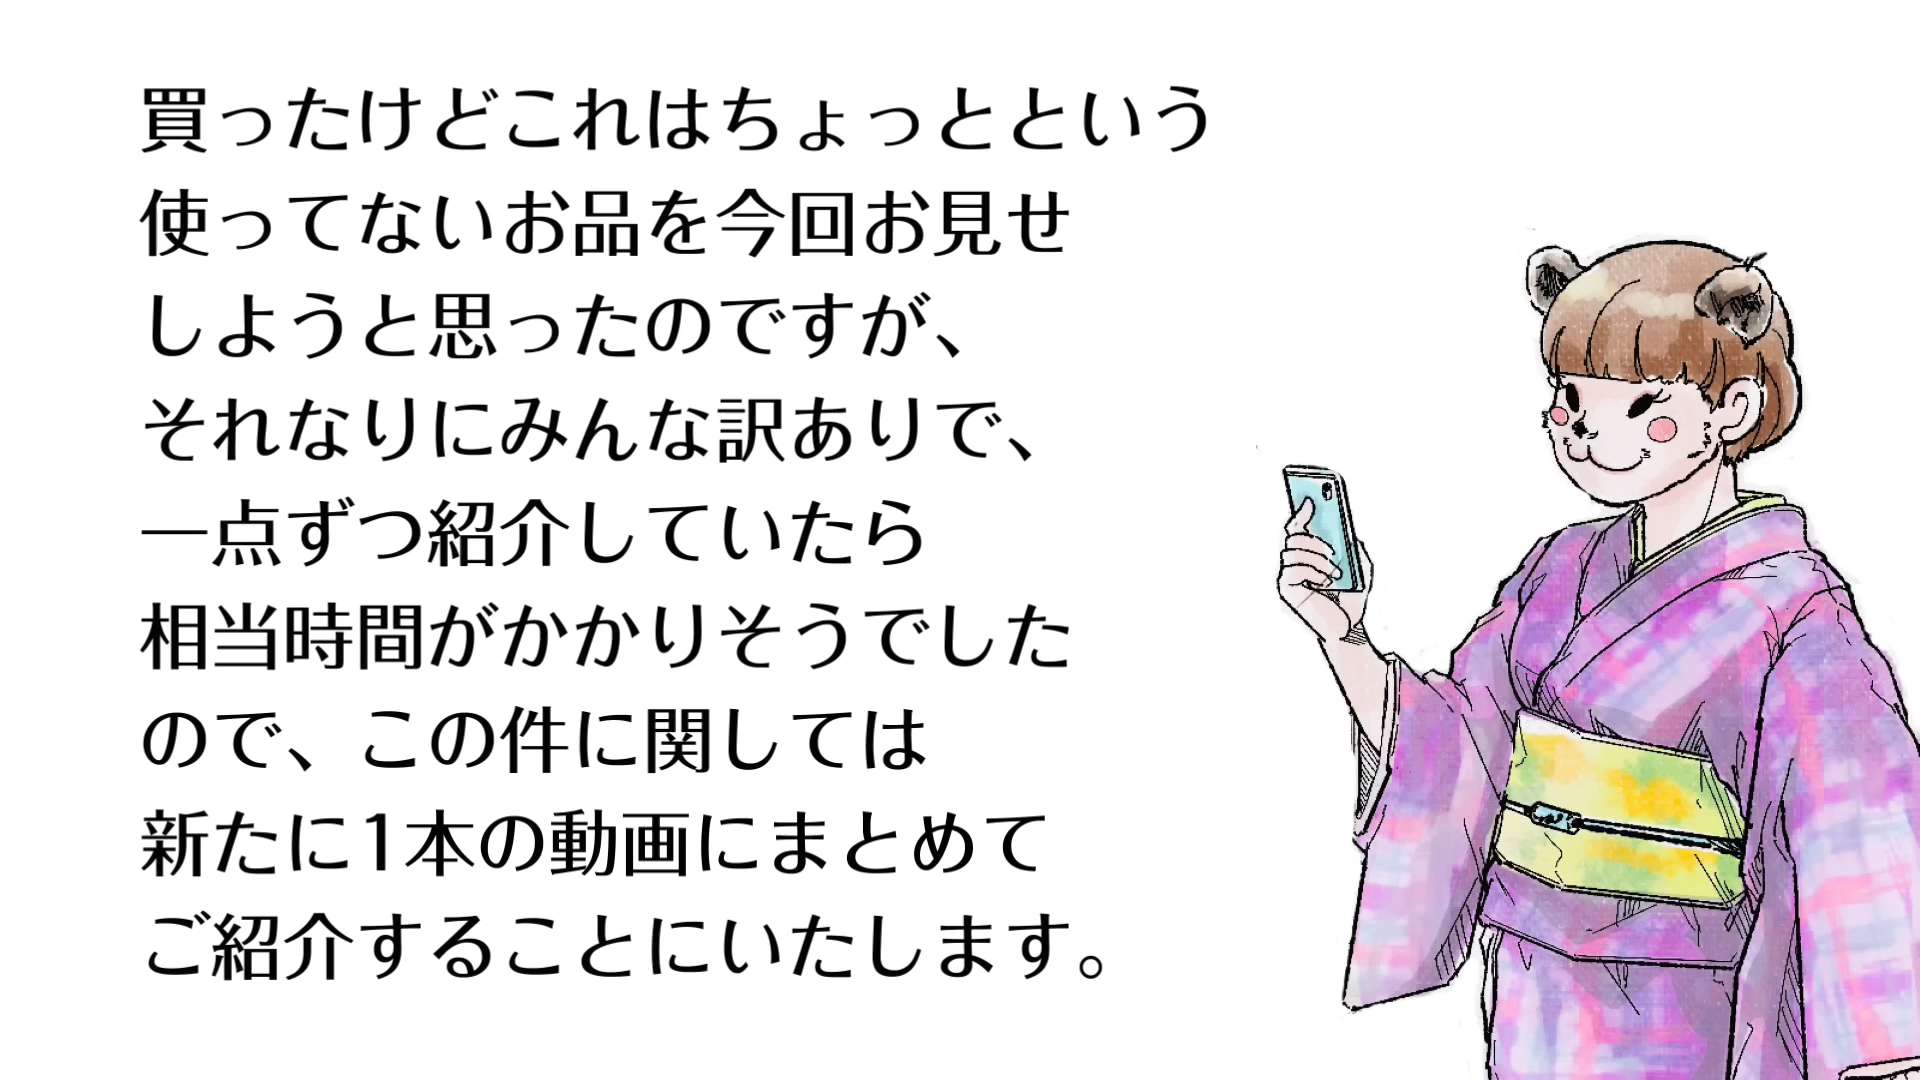 買ったけどこれはちょっとという
使ってないお品を今回お見せ
しようと思ったのですが、
それなりにみんな訳ありで、
一点ずつ紹介していたら
相当時間がかかりそうでした
ので、この件に関しては
新たに1本の動画にまとめて
ご紹介することにいたします。